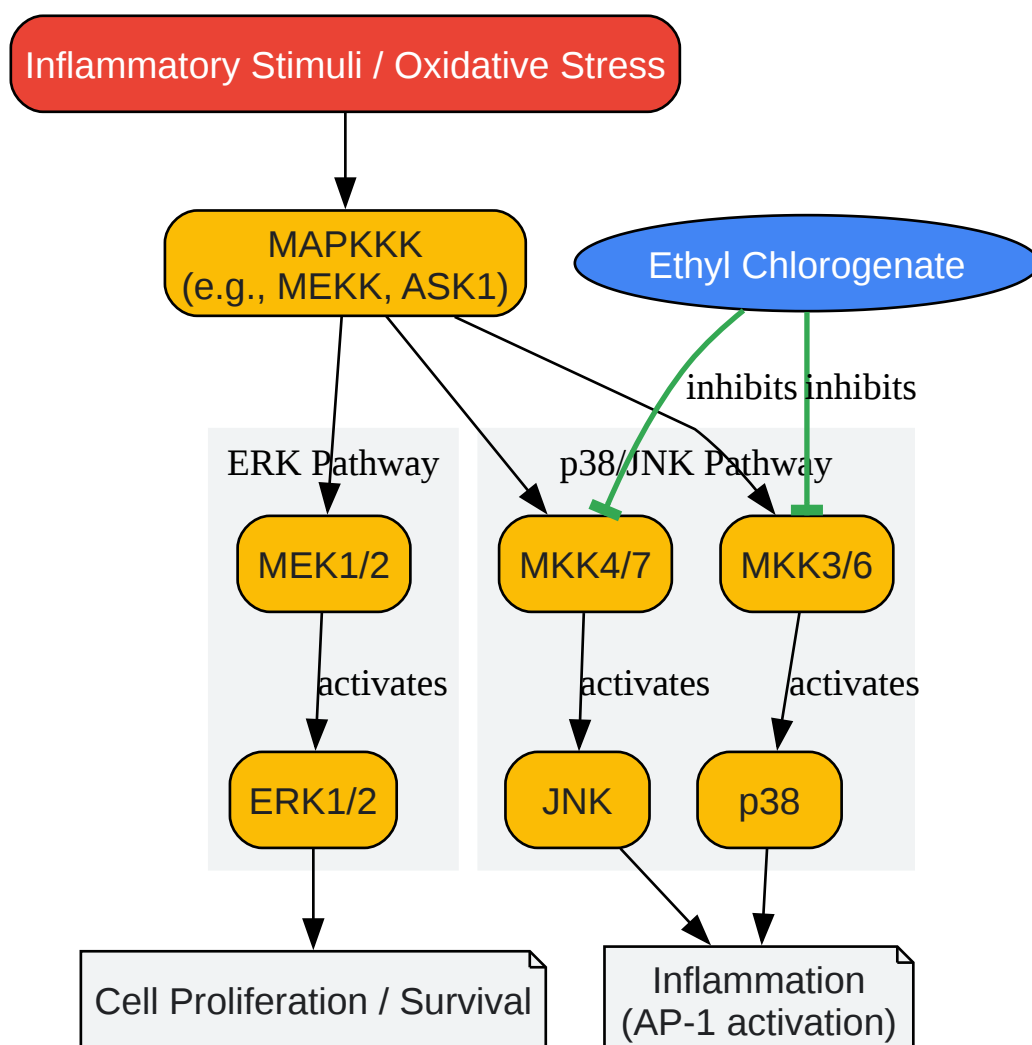 Inflammatory Stimuli / Oxidative Stress
MAPKKK
(e.g., MEKK, ASK1)
Ethyl Chlorogenate
inhibits
inhibits
ERK Pathway
p38/JNK Pathway
MEK1/2
MKK4/7
MKK3/6
activates
activates
activates
ERK1/2
JNK
p38
Cell Proliferation / Survival
Inflammation
(AP-1 activation)